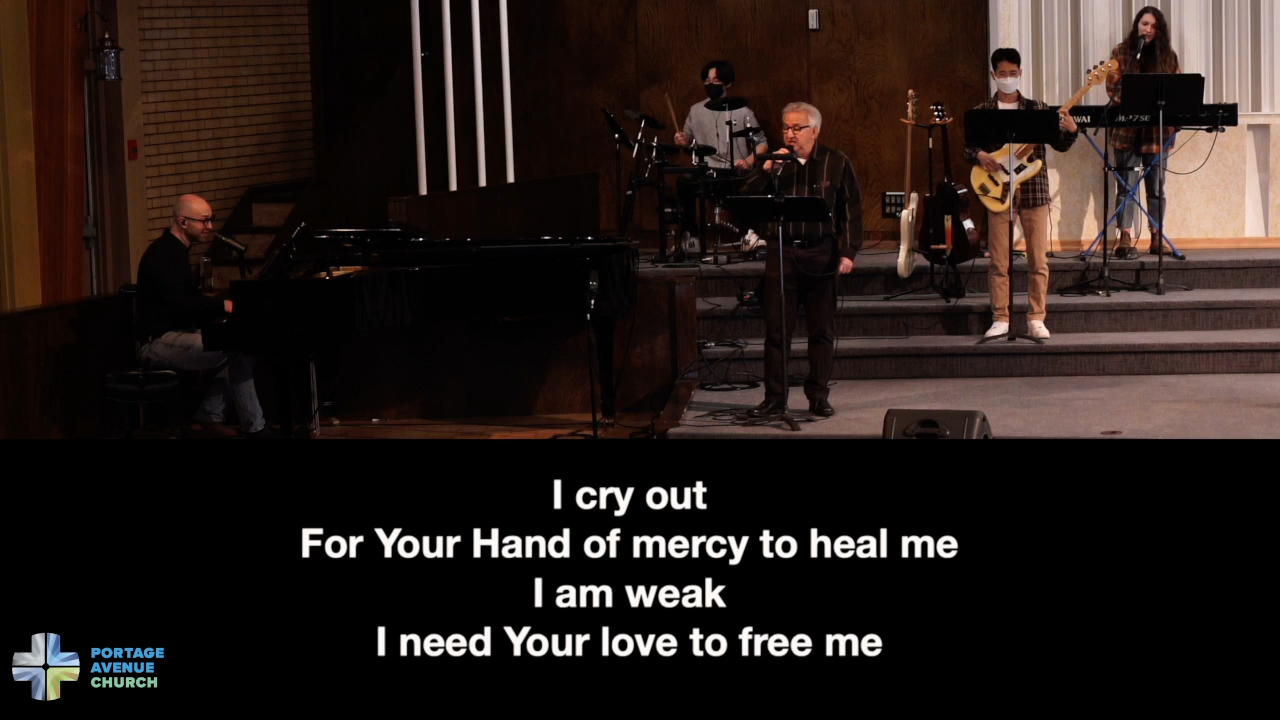 I cry out
For Your Hand of mercy to heal me
I am weak
I need Your love to free me
PORTAGE
AVENUE
CHURCH